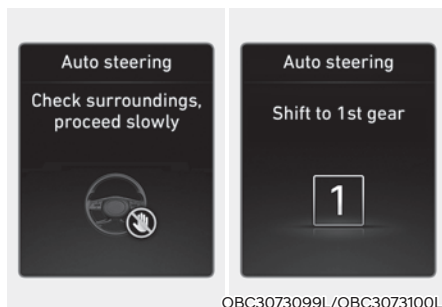 Auto steering
Check surroundings,
proceed slowly
Auto steering
Shift to 1st gear
1
OBC3073099L/OBC3073100L